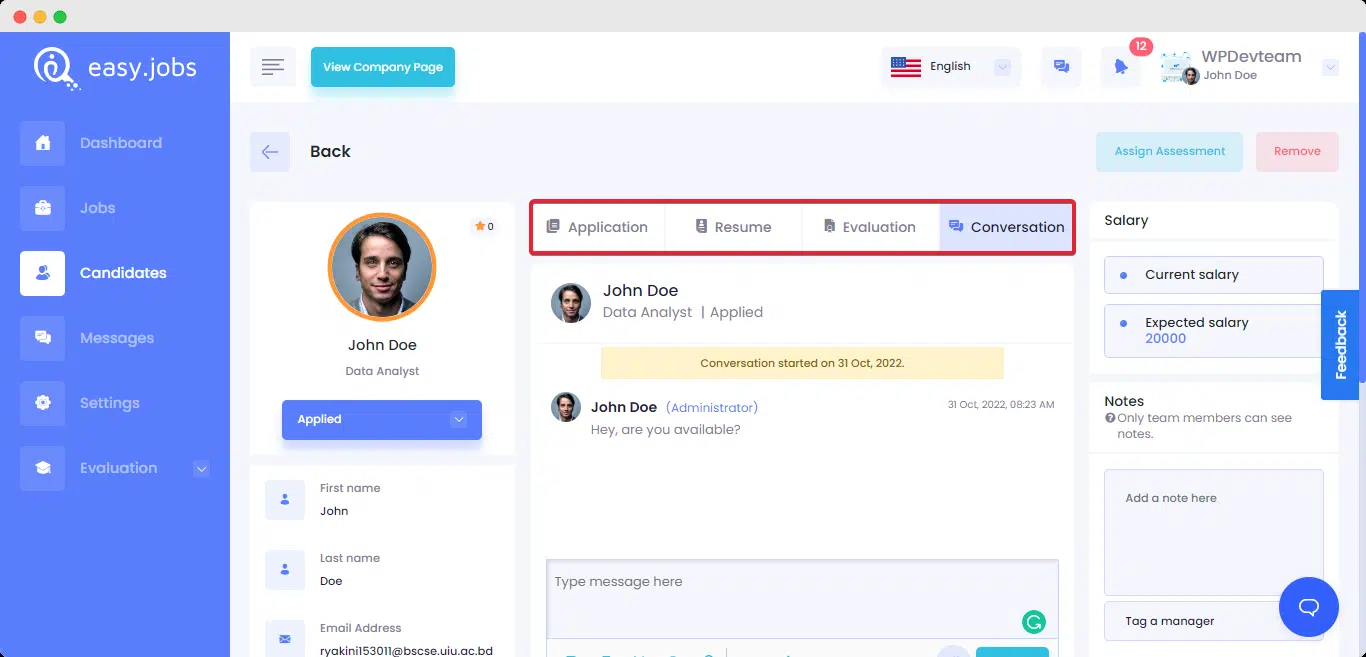 easy.jobs
View Company Page
English
12
WPDevteam
John Doe
Dashboard
Jobs
Candidates
Messages
Settings
Evaluation
Back
Assign Assessment
Remove
0
John Doe
Data Analyst
Applied
First name
John
Last name
Doe
Email Address
ryakini153011@bscse.uiu.ac.bd
Application
Resume
Evaluation
Conversation
John Doe
Data Analyst | Applied
Conversation started on 31 Oct, 2022.
John Doe (Administrator)
31 Oct, 2022, 08:23 AM
Hey, are you available?
Type message here
Salary
Current salary
Expected salary
20000
Feedback
Notes
Only team members can see
notes.
Add a note here
Tag a manager